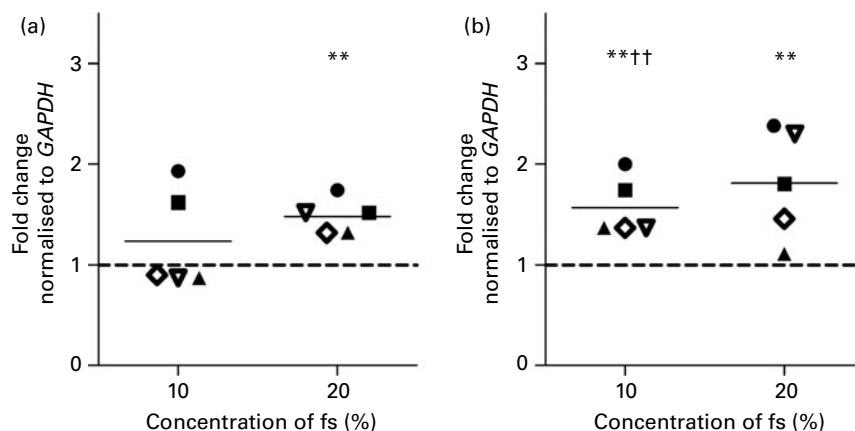 (a)
**
3
2
1
0
10
20
Fold change
normalised to GAPDH
Concentration of fs (%)
(b)
**††
**
3
2
1
0
10
20
Fold change
normalised to GAPDH
Concentration of fs (%)